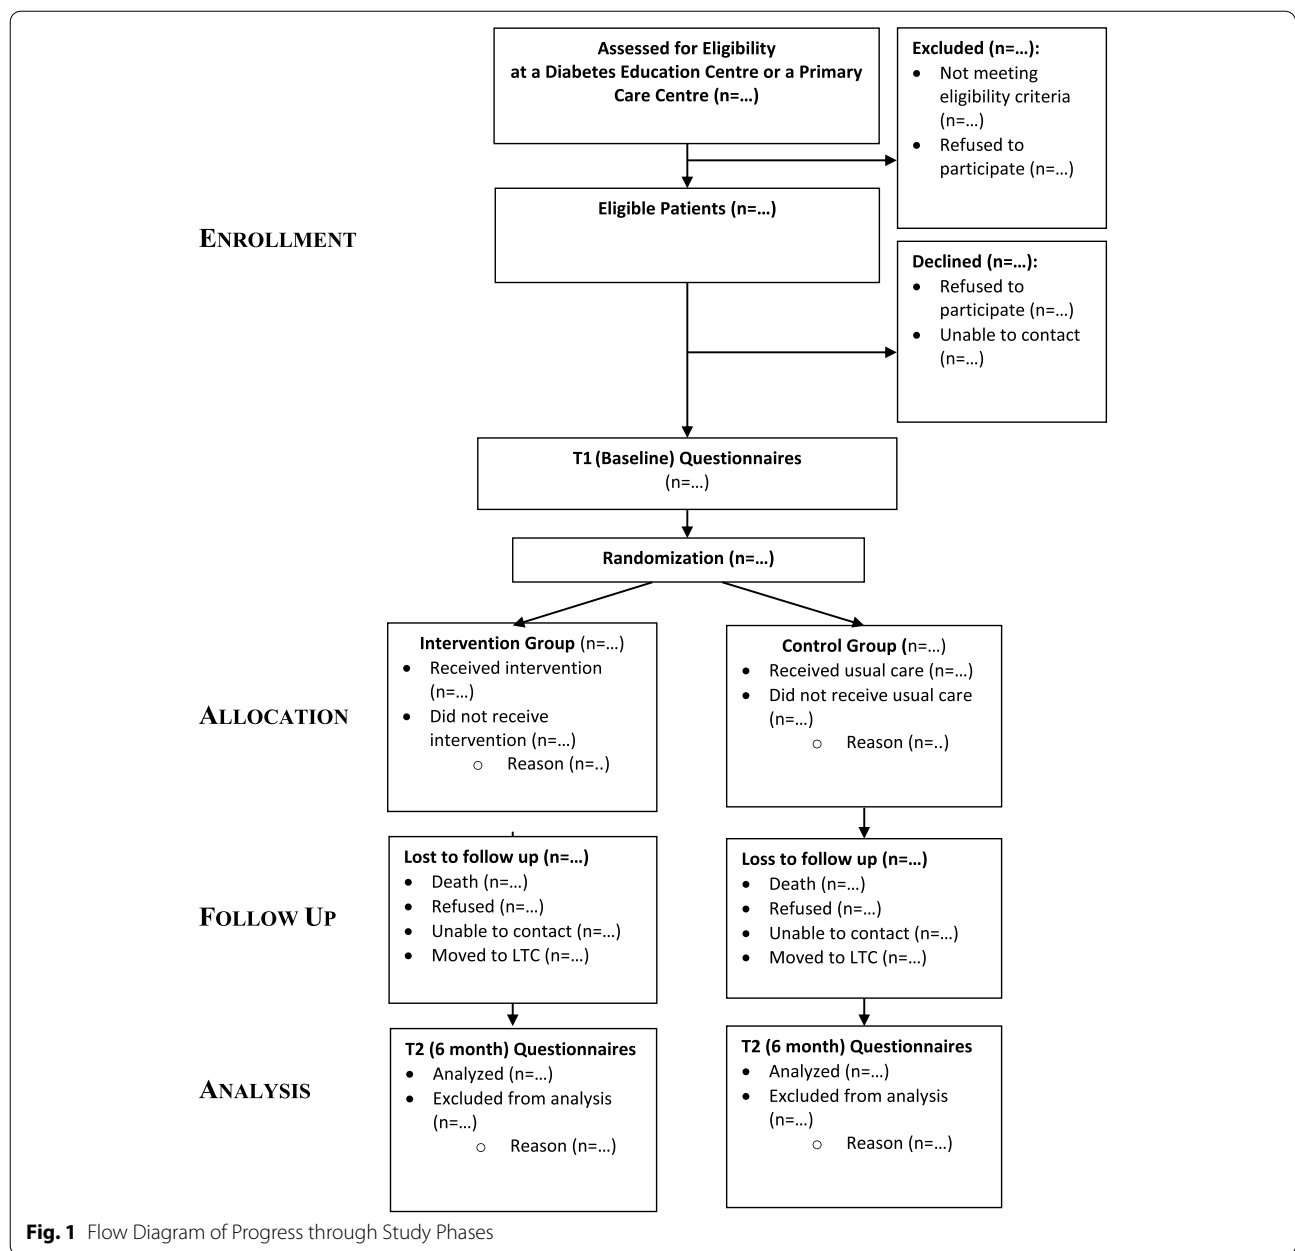 Assessed for Eligibility
at a Diabetes Education Centre or a Primary
Care Centre (n=…)
Excluded (n=…):
• Not meeting
eligibility criteria
(n=…)
• Refused to
participate (n=…)
ENROLLMENT
Eligible Patients (n=…)
Declined (n=…):
• Refused to
participate (n=…)
• Unable to contact
(n=…)
T1 (Baseline) Questionnaires
(n=…)
Randomization (n=…)
ALLOCATION
Intervention Group (n=…)
• Received intervention
(n=…)
• Did not receive
intervention (n=…)
o Reason (n=..)
Control Group (n=…)
• Received usual care (n=…)
• Did not receive usual care
(n=…)
o Reason (n=..)
FOLLOW UP
Lost to follow up (n=…)
• Death (n=…)
• Refused (n=…)
• Unable to contact (n=…)
• Moved to LTC (n=…)
Loss to follow up (n=…)
• Death (n=…)
• Refused (n=…)
• Unable to contact (n=…)
• Moved to LTC (n=…)
ANALYSIS
T2 (6 month) Questionnaires
• Analyzed (n=…)
• Excluded from analysis
(n=…)
o Reason (n=…)
T2 (6 month) Questionnaires
• Analyzed (n=…)
• Excluded from analysis
(n=…)
o Reason (n=…)
Fig. 1 Flow Diagram of Progress through Study Phases